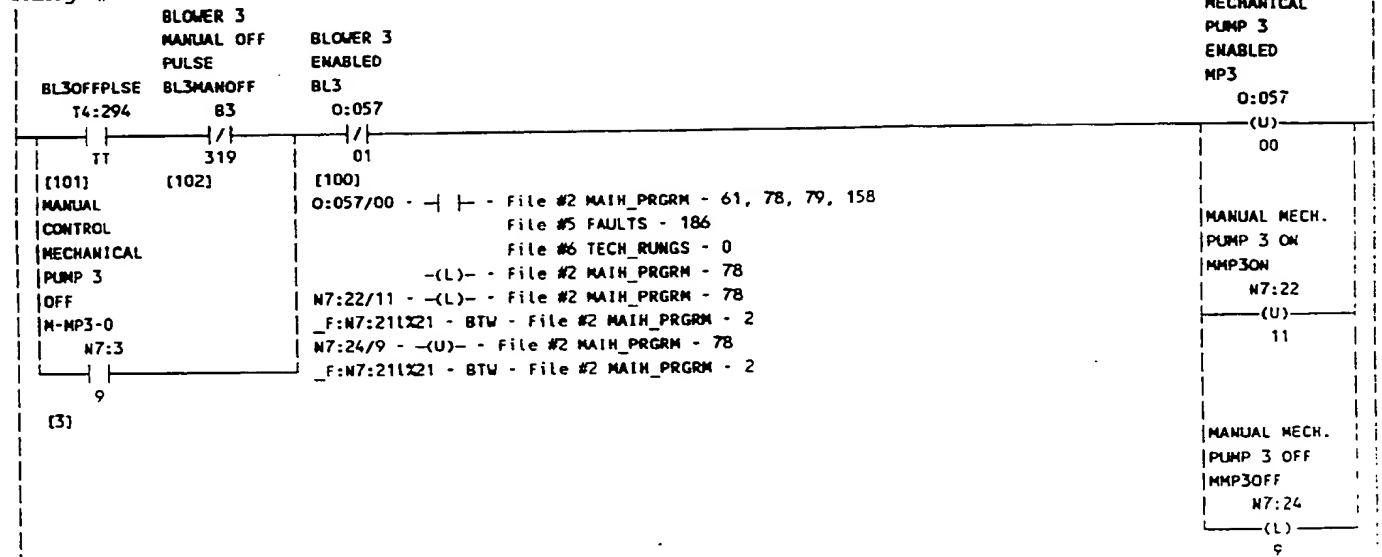 BLOWER 3
MANUAL OFF BLOWER 3
PULSE ENABLED
BL3OFFPLSE BL3MANOFF BL3
T4:294 B3 O:057
TT 319 01
[101] [102] [100]
MANUAL
CONTROL
MECHANICAL
PUMP 3
OFF
M-MP3-0
N7:3
9
[3]
O:057/00 - -| |- - File #2 MAIN_PRGRM - 61, 78, 79, 158
File #5 FAULTS - 186
File #6 TECH_RUNGS - 0
-(L)- - File #2 MAIN_PRGRM - 78
N7:22/11 - -(L)- - File #2 MAIN_PRGRM - 78
_F:N7:211%21 - BTW - File #2 MAIN_PRGRM - 2
N7:24/9 - -(U)- - File #2 MAIN_PRGRM - 78
_F:N7:211%21 - BTW - File #2 MAIN_PRGRM - 2
MECHANICAL
PUMP 3
ENABLED
MP3
O:057
(U)
00
MANUAL MECH.
PUMP 3 ON
MMP3ON
N7:22
(U)
11
MANUAL MECH.
PUMP 3 OFF
MMP3OFF
N7:24
(L)
9